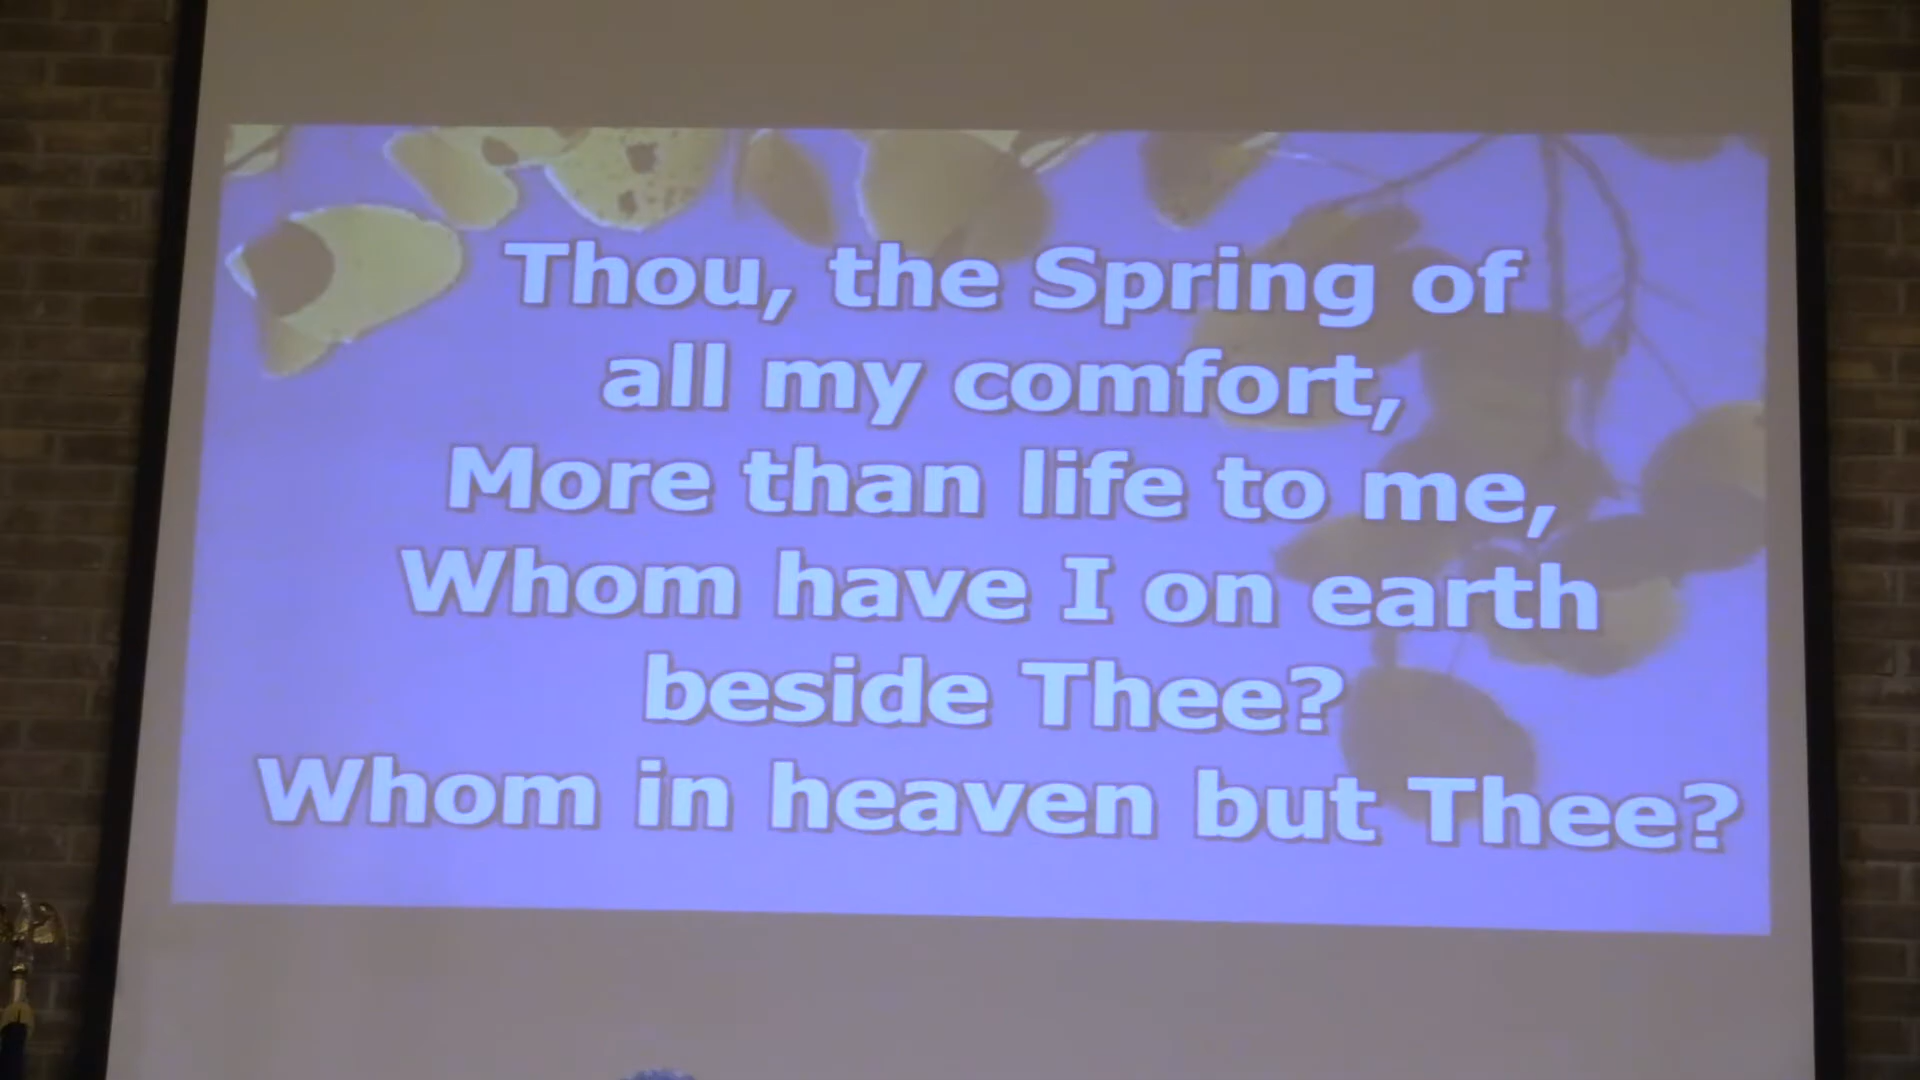 Thou, the Spring of
all my comfort,
More than life to me,
Whom have I on earth
beside Thee?
Whom in heaven but Thee?